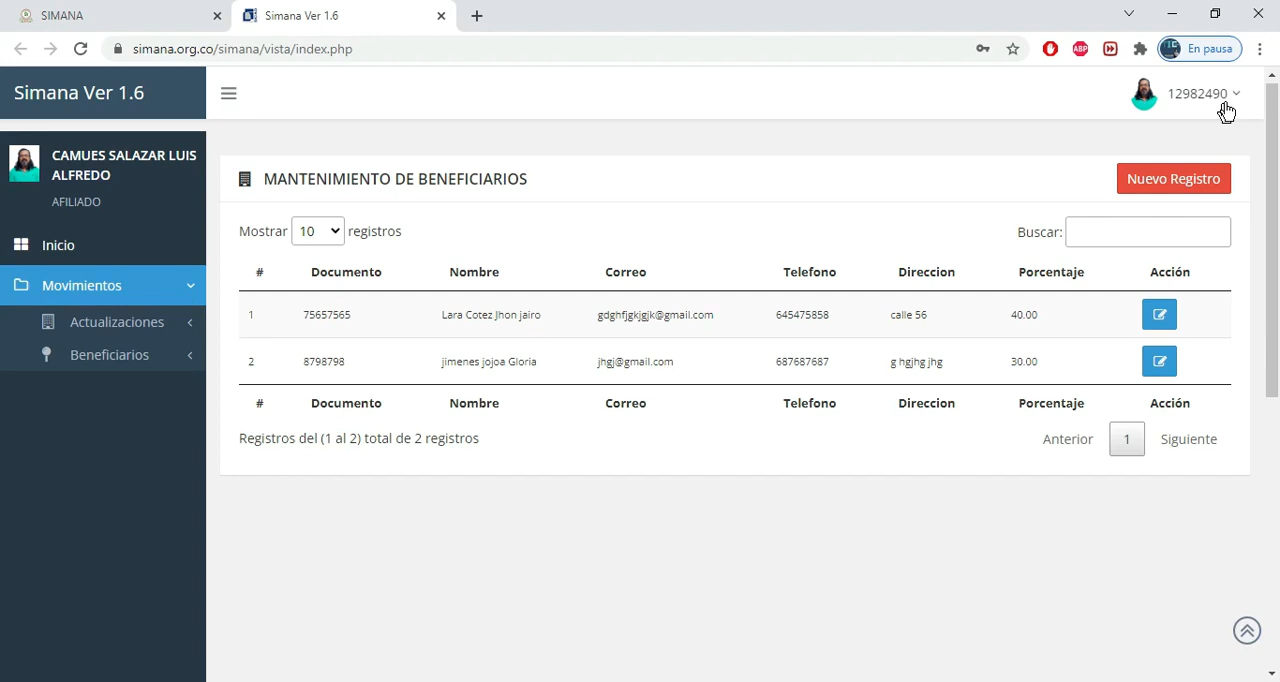 SIMANA
Simana Ver 1.6
simana.org.co/simana/vista/index.php
ABP
En pausa
Simana Ver 1.6
12982490
CAMUES SALAZAR LUIS
ALFREDO
AFILIADO
Inicio
Movimientos
Actualizaciones
Beneficiarios
MANTENIMIENTO DE BENEFICIARIOS
Nuevo Registro
Mostrar 10 registros
Buscar:
# Documento Nombre Correo Telefono Direccion Porcentaje Acción
1 75657565 Lara Cotez Jhon jairo gdghfjgkjgjk@gmail.com 645475858 calle 56 40.00
2 8798798 jimenes jojoa Gloria jhgj@gmail.com 687687687 g hgjhg jhg 30.00
# Documento Nombre Correo Telefono Direccion Porcentaje Acción
Registros del (1 al 2) total de 2 registros
Anterior 1 Siguiente